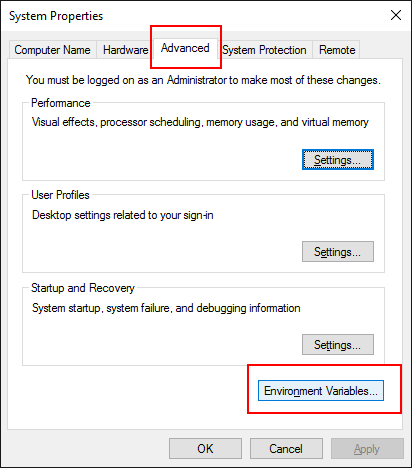 System Properties
Computer Name Hardware Advanced System Protection Remote
You must be logged on as an Administrator to make most of these changes.
Performance
Visual effects, processor scheduling, memory usage, and virtual memory
Settings...
User Profiles
Desktop settings related to your sign-in
Settings...
Startup and Recovery
System startup, system failure, and debugging information
Settings...
Environment Variables...
OK Cancel Apply